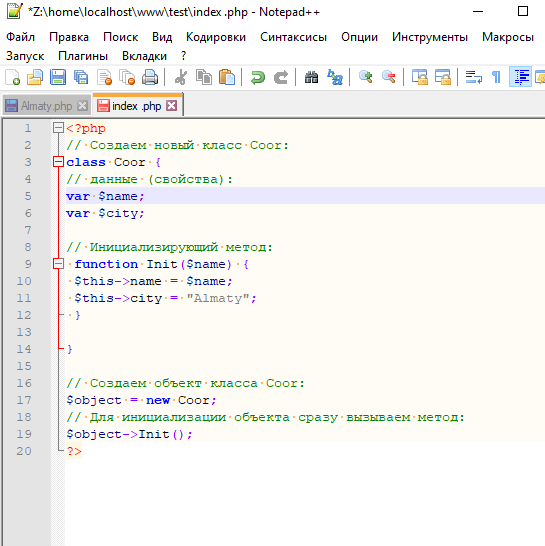 *Z:\home\localhost\www\test\index .php - Notepad++
Файл Правка Поиск Вид Кодировки Синтаксисы Опции Инструменты Макросы
Запуск Плагины Вкладки ?
Almaty.php index .php
1 <?php
2 // Создаем новый класс Coor:
3 class Coor {
4 // данные (свойства):
5 var $name;
6 var $city;
7
8 // Инициализирующий метод:
9 function Init($name) {
10 $this->name = $name;
11 $this->city = "Almaty";
12 }
13
14 }
15
16 // Создаем объект класса Coor:
17 $object = new Coor;
18 // Для инициализации объекта сразу вызываем метод:
19 $object->Init();
20 ?>